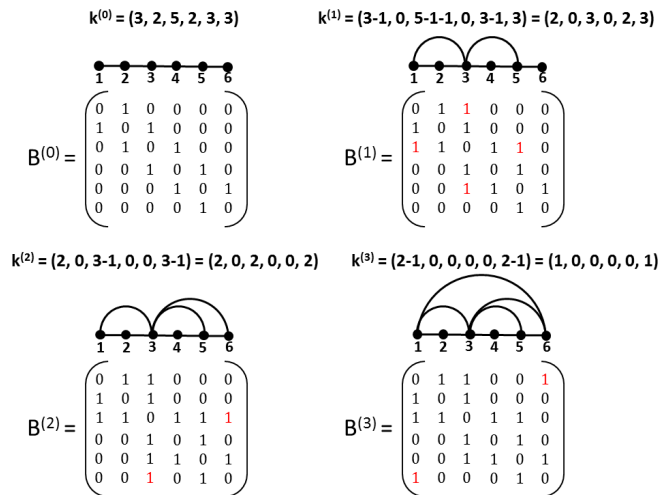 k⁽⁰⁾ = (3, 2, 5, 2, 3, 3)
1 2 3 4 5 6
B⁽⁰⁾ =
0 1 0 0 0 0
1 0 1 0 0 0
0 1 0 1 0 0
0 0 1 0 1 0
0 0 0 1 0 1
0 0 0 0 1 0
k⁽¹⁾ = (3-1, 0, 5-1-1, 0, 3-1, 3) = (2, 0, 3, 0, 2, 3)
1 2 3 4 5 6
B⁽¹⁾ =
0 1 1 0 0 0
1 0 1 0 0 0
1 1 0 1 1 0
0 0 1 0 1 0
0 0 1 1 0 1
0 0 0 0 1 0
k⁽²⁾ = (2, 0, 3-1, 0, 0, 3-1) = (2, 0, 2, 0, 0, 2)
1 2 3 4 5 6
B⁽²⁾ =
0 1 1 0 0 0
1 0 1 0 0 0
1 1 0 1 1 1
0 0 1 0 1 0
0 0 1 1 0 1
0 0 1 0 1 0
k⁽³⁾ = (2-1, 0, 0, 0, 0, 2-1) = (1, 0, 0, 0, 0, 1)
1 2 3 4 5 6
B⁽³⁾ =
0 1 1 0 0 1
1 0 1 0 0 0
1 1 0 1 1 0
0 0 1 0 1 0
0 0 1 1 0 1
1 0 0 0 1 0